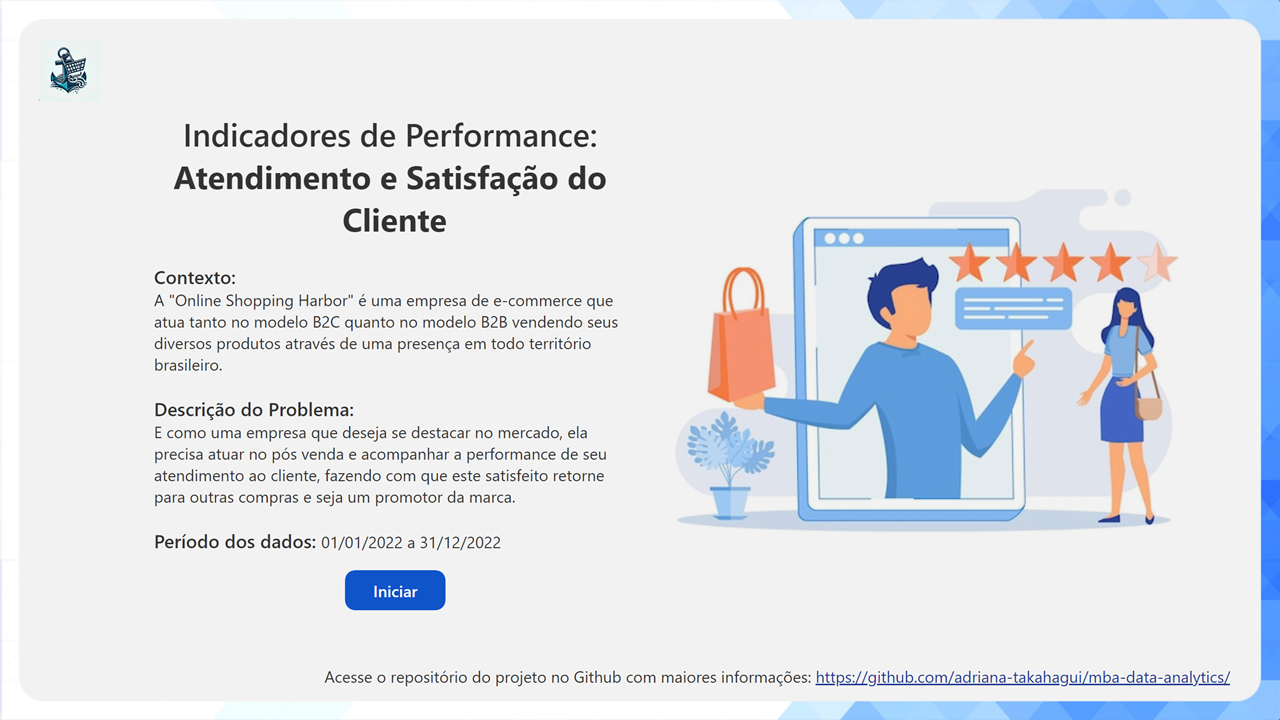 Indicadores de Performance:
Atendimento e Satisfação do
Cliente
Contexto:
A "Online Shopping Harbor" é uma empresa de e-commerce que
atua tanto no modelo B2C quanto no modelo B2B vendendo seus
diversos produtos através de uma presença em todo território
brasileiro.
Descrição do Problema:
E como uma empresa que deseja se destacar no mercado, ela
precisa atuar no pós venda e acompanhar a performance de seu
atendimento ao cliente, fazendo com que este satisfeito retorne
para outras compras e seja um promotor da marca.
Período dos dados: 01/01/2022 a 31/12/2022
Iniciar
Acesse o repositório do projeto no Github com maiores informações: https://github.com/adriana-takahagui/mba-data-analytics/